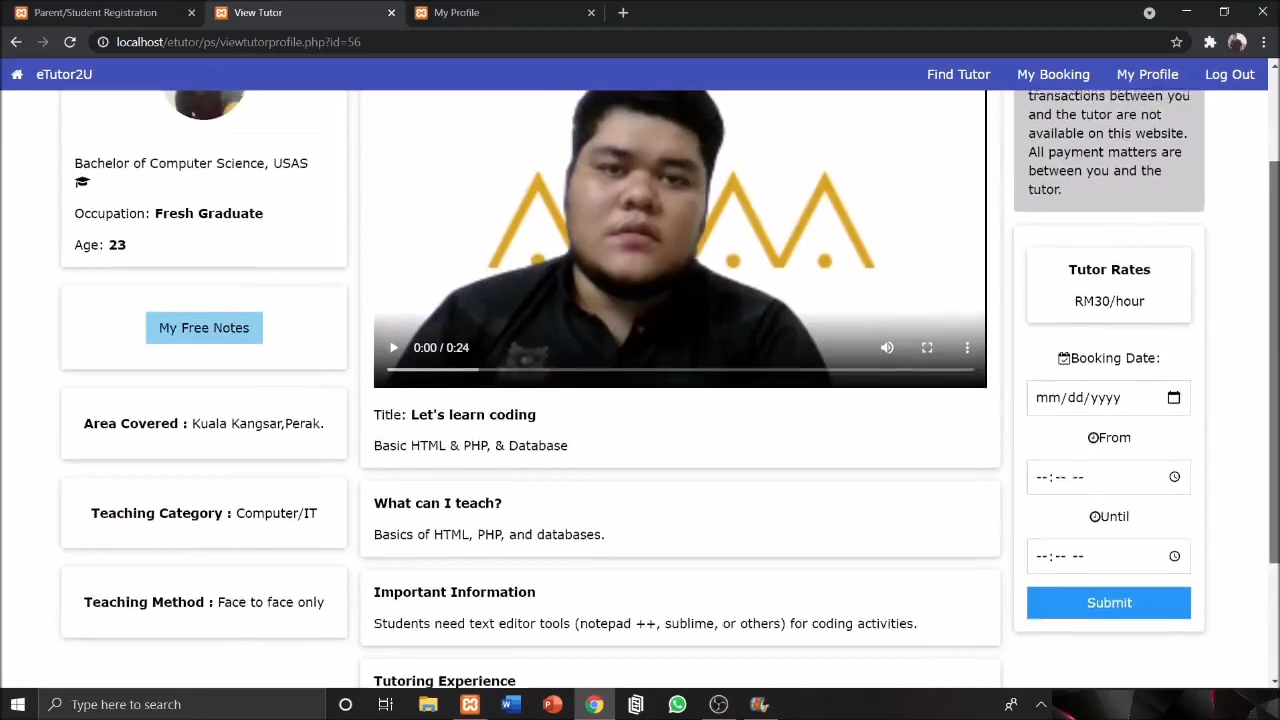 Parent/Student Registration
View Tutor
My Profile
localhost/etutor/ps/viewtutorprofile.php?id=56
eTutor2U
Find Tutor
My Booking
My Profile
Log Out
Bachelor of Computer Science, USAS
Occupation: Fresh Graduate
Age: 23
My Free Notes
Area Covered : Kuala Kangsar,Perak.
Teaching Category : Computer/IT
Teaching Method : Face to face only
0:00 / 0:24
Title: Let's learn coding
Basic HTML & PHP, & Database
What can I teach?
Basics of HTML, PHP, and databases.
Important Information
Students need text editor tools (notepad ++, sublime, or others) for coding activities.
Tutoring Experience
transactions between you
and the tutor are not
available on this website.
All payment matters are
between you and the
tutor.
Tutor Rates
RM30/hour
Booking Date:
mm/dd/yyyy
From
--:-- --
Until
--:-- --
Submit
Type here to search